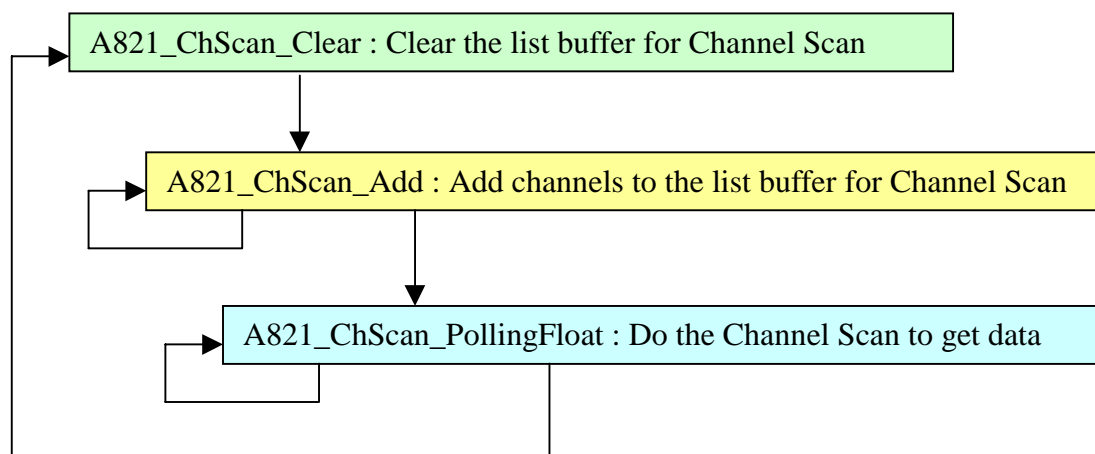 A821_ChScan_Clear : Clear the list buffer for Channel Scan
A821_ChScan_Add : Add channels to the list buffer for Channel Scan
A821_ChScan_PollingFloat : Do the Channel Scan to get data